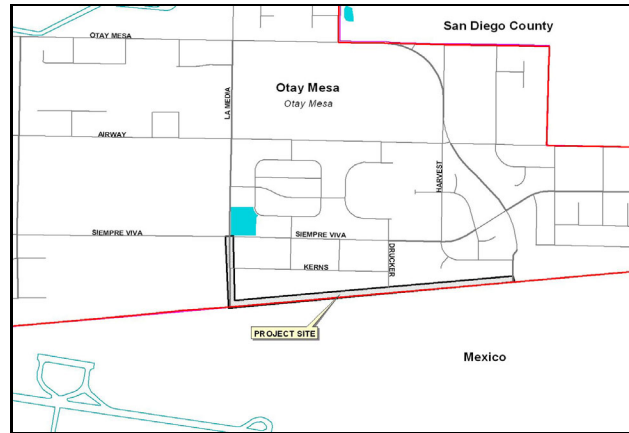 San Diego County
OTAY MESA
Otay Mesa
Otay Mesa
LA MEDIA
AIRWAY
HARVEST
SIEMPRE VIVA
SIEMPRE VIVA
DRUCKER
KERNS
PROJECT SITE
Mexico